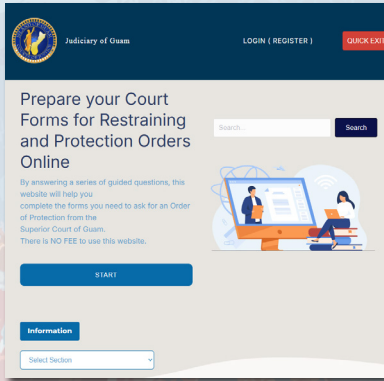 Judiciary of Guam
LOGIN ( REGISTER )
QUICK EXIT
Prepare your Court
Forms for Restraining
and Protection Orders
Online
By answering a series of guided questions, this
website will help you
complete the forms you need to ask for an Order
of Protection from the
Superior Court of Guam.
There is NO FEE to use this website.
START
Search...
Search
Information
Select Section